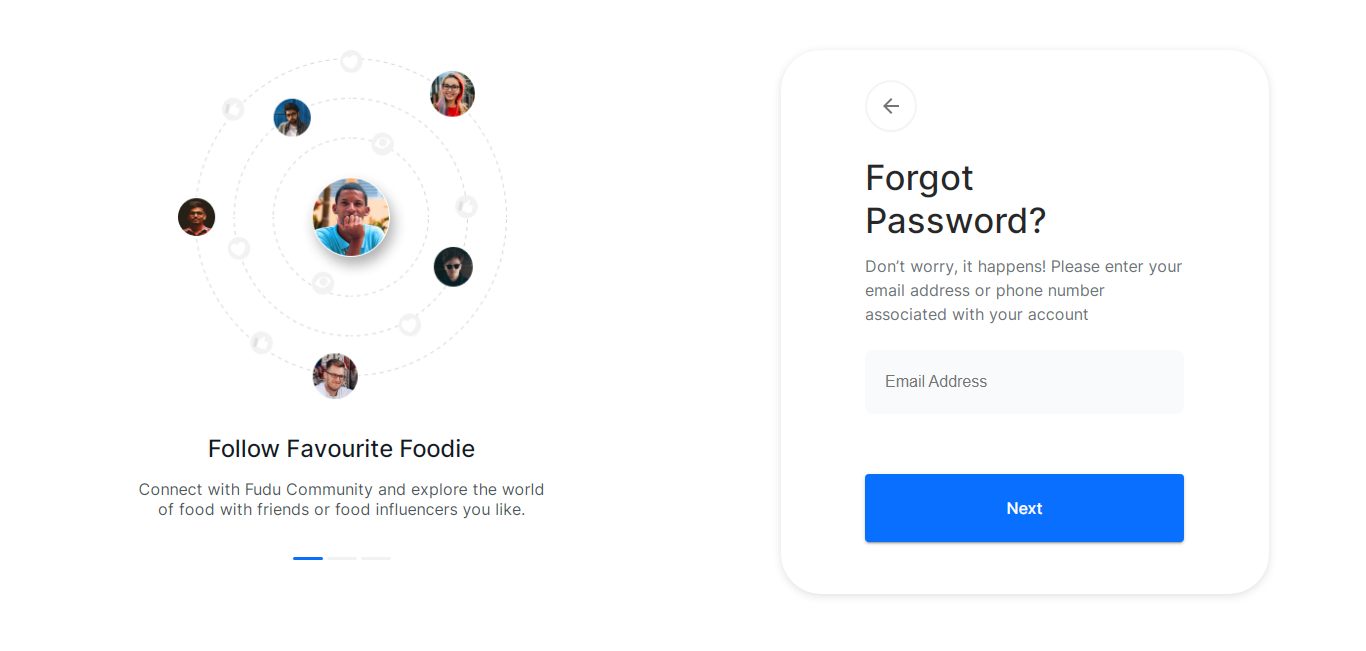 Follow Favourite Foodie
Connect with Fudu Community and explore the world
of food with friends or food influencers you like.
Forgot
Password?
Don’t worry, it happens! Please enter your
email address or phone number
associated with your account
Email Address
Next